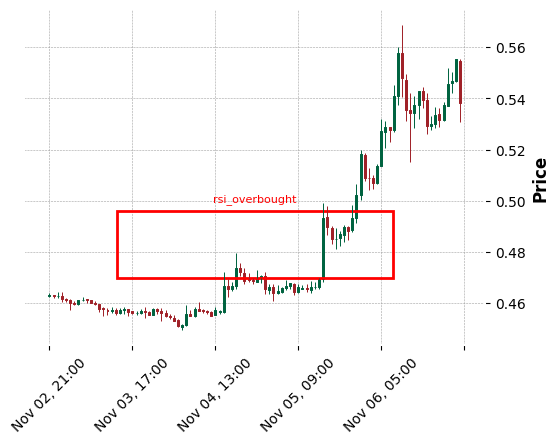 0.56
0.54
0.52
rsi_overbought
0.50
0.48
0.46
Price
Nov 02, 21:00
Nov 03, 17:00
Nov 04, 13:00
Nov 05, 09:00
Nov 06, 05:00